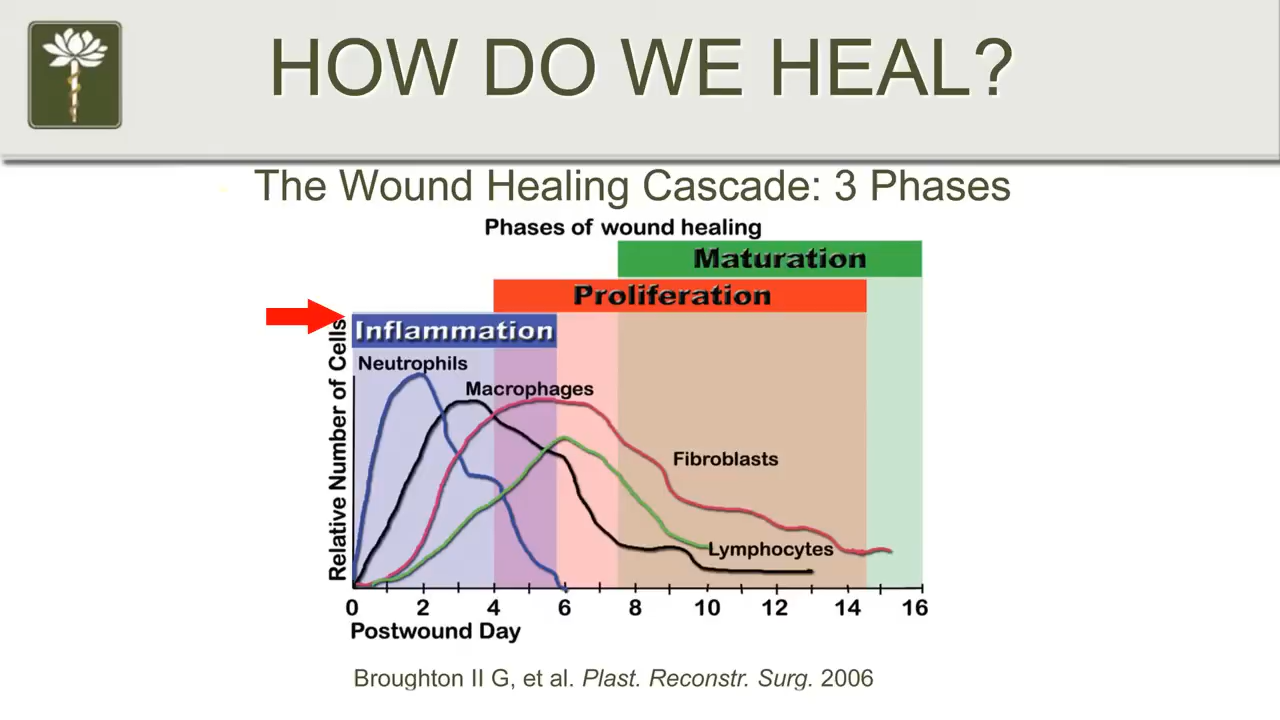 HOW DO WE HEAL?
The Wound Healing Cascade: 3 Phases
Phases of wound healing
Maturation
Proliferation
Inflammation
Neutrophils
Macrophages
Fibroblasts
Lymphocytes
Relative Number of Cells
0 2 4 6 8 10 12 14 16
Postwound Day
Broughton II G, et al. Plast. Reconstr. Surg. 2006